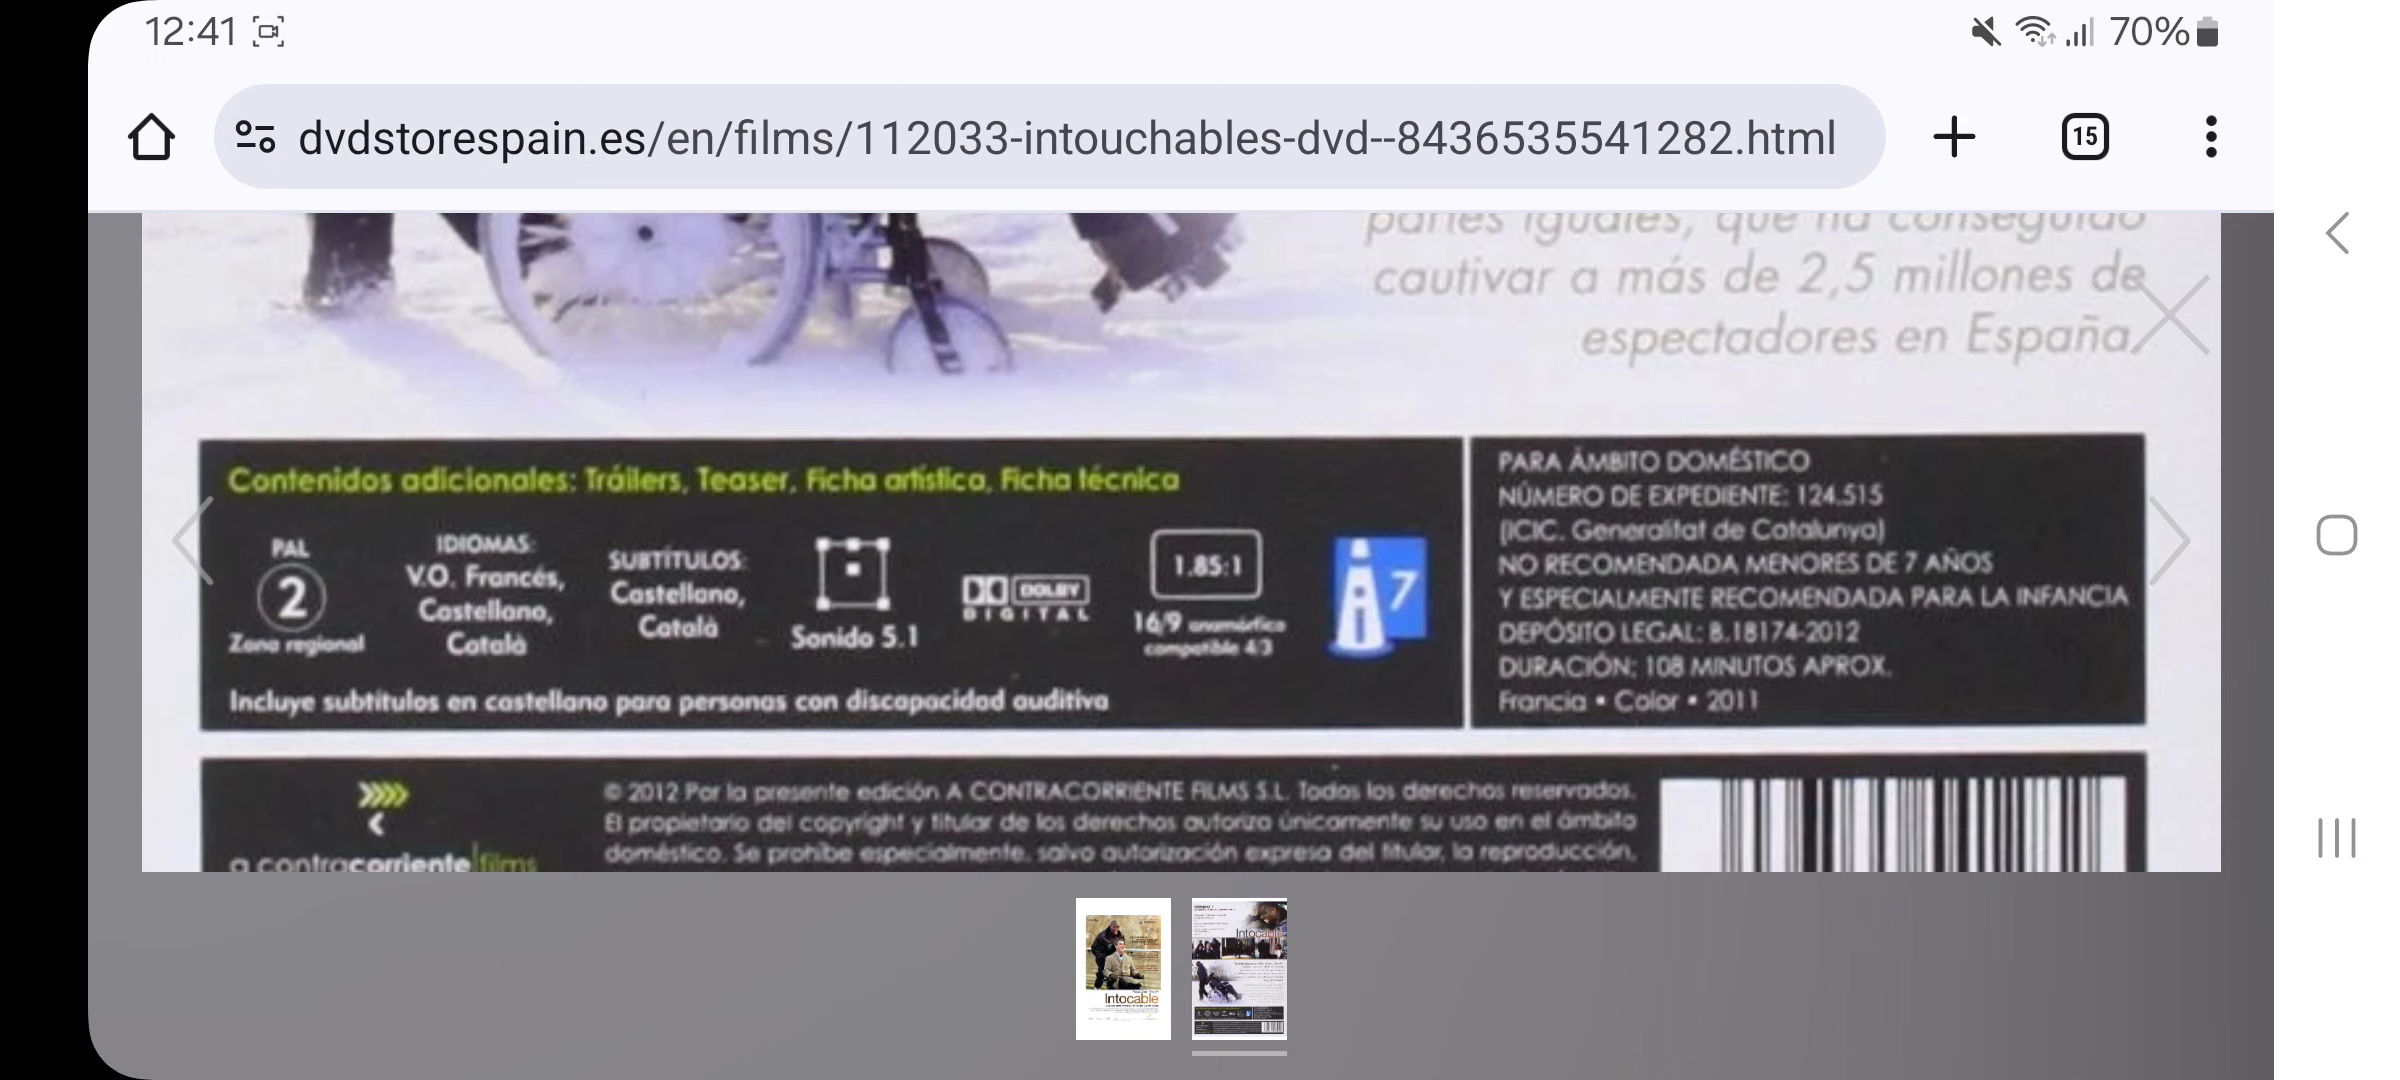 12:41
70%
dvdstorespain.es/en/films/112033-intouchables-dvd--8436535541282.html
15
partes iguales, que ha conseguido
cautivar a más de 2,5 millones de
espectadores en España.
Contenidos adicionales: Tráilers, Teaser, Ficha artística, Ficha técnica
PAL
2
Zona regional
IDIOMAS:
V.O. Francés,
Castellano,
Català
SUBTÍTULOS:
Castellano,
Català
Sonido 5.1
DOLBY
DIGITAL
1.85:1
16/9 anamórfico
compatible 4/3
7
Incluye subtítulos en castellano para personas con discapacidad auditiva
PARA ÁMBITO DOMÉSTICO
NÚMERO DE EXPEDIENTE: 124.515
(ICIC. Generalitat de Catalunya)
NO RECOMENDADA MENORES DE 7 AÑOS
Y ESPECIALMENTE RECOMENDADA PARA LA INFANCIA
DEPÓSITO LEGAL: B.18174-2012
DURACIÓN: 108 MINUTOS APROX.
Francia • Color • 2011
a contracorriente films
© 2012 Por la presente edición A CONTRACORRIENTE FILMS S.L. Todos los derechos reservados.
El propietario del copyright y titular de los derechos autoriza únicamente su uso en el ámbito
doméstico. Se prohíbe especialmente, salvo autorización expresa del titular, la reproducción,
Intocable